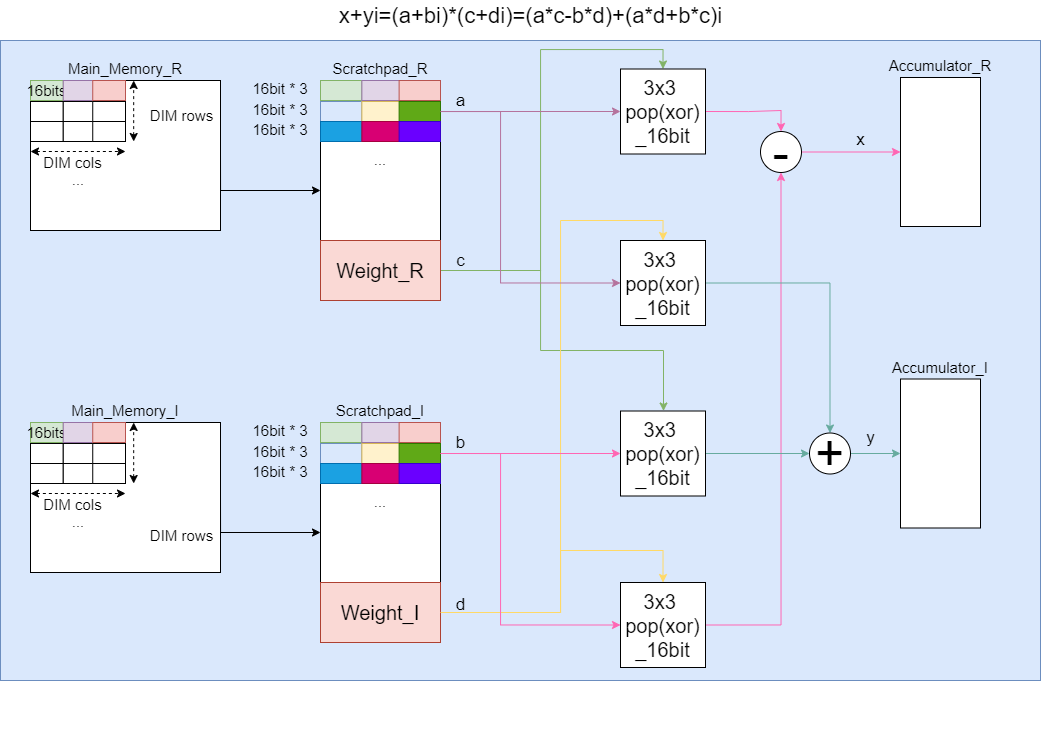 x+yi=(a+bi)*(c+di)=(a*c-b*d)+(a*d+b*c)i
Main_Memory_R
16bits
DIM rows
DIM cols
...
Scratchpad_R
16bit * 3
16bit * 3
16bit * 3
...
Weight_R
a
c
3x3
pop(xor)
_16bit
3x3
pop(xor)
_16bit
-
x
Accumulator_R
Main_Memory_I
16bits
DIM cols
...
DIM rows
Scratchpad_I
16bit * 3
16bit * 3
16bit * 3
...
Weight_I
b
d
3x3
pop(xor)
_16bit
3x3
pop(xor)
_16bit
+
y
Accumulator_I